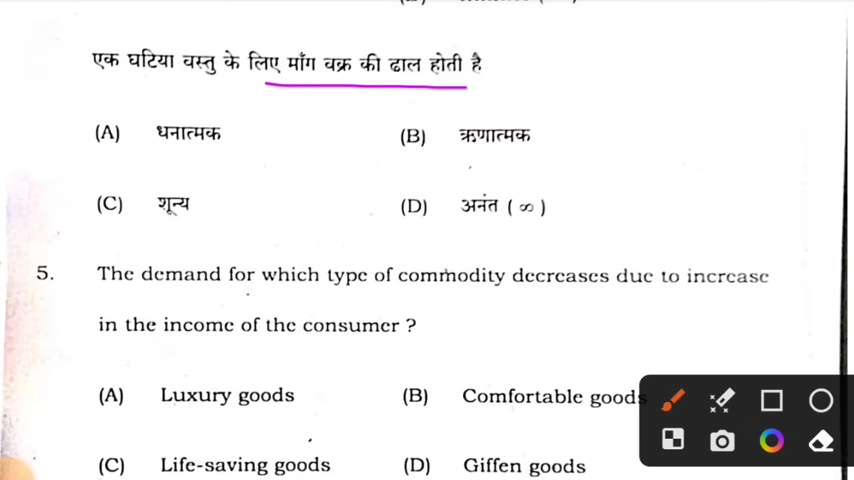 एक घटिया वस्तु के लिए माँग वक्र की ढाल होती है
(A) धनात्मक (B) ऋणात्मक
(C) शून्य (D) अनंत ( ∞ )
5. The demand for which type of commodity decreases due to increase
in the income of the consumer ?
(A) Luxury goods (B) Comfortable goods
(C) Life-saving goods (D) Giffen goods